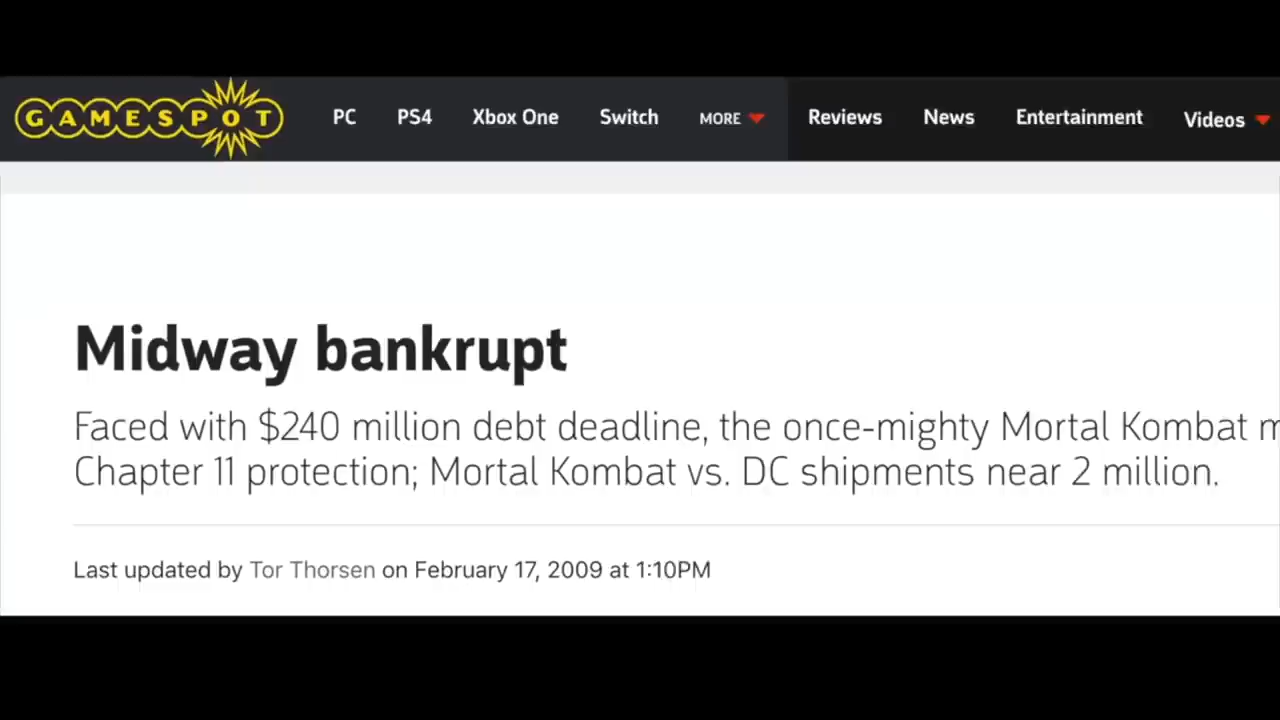 GAMESPOT PC PS4 Xbox One Switch MORE Reviews News Entertainment Videos
Midway bankrupt
Faced with $240 million debt deadline, the once-mighty Mortal Kombat
Chapter 11 protection; Mortal Kombat vs. DC shipments near 2 million.
Last updated by Tor Thorsen on February 17, 2009 at 1:10PM